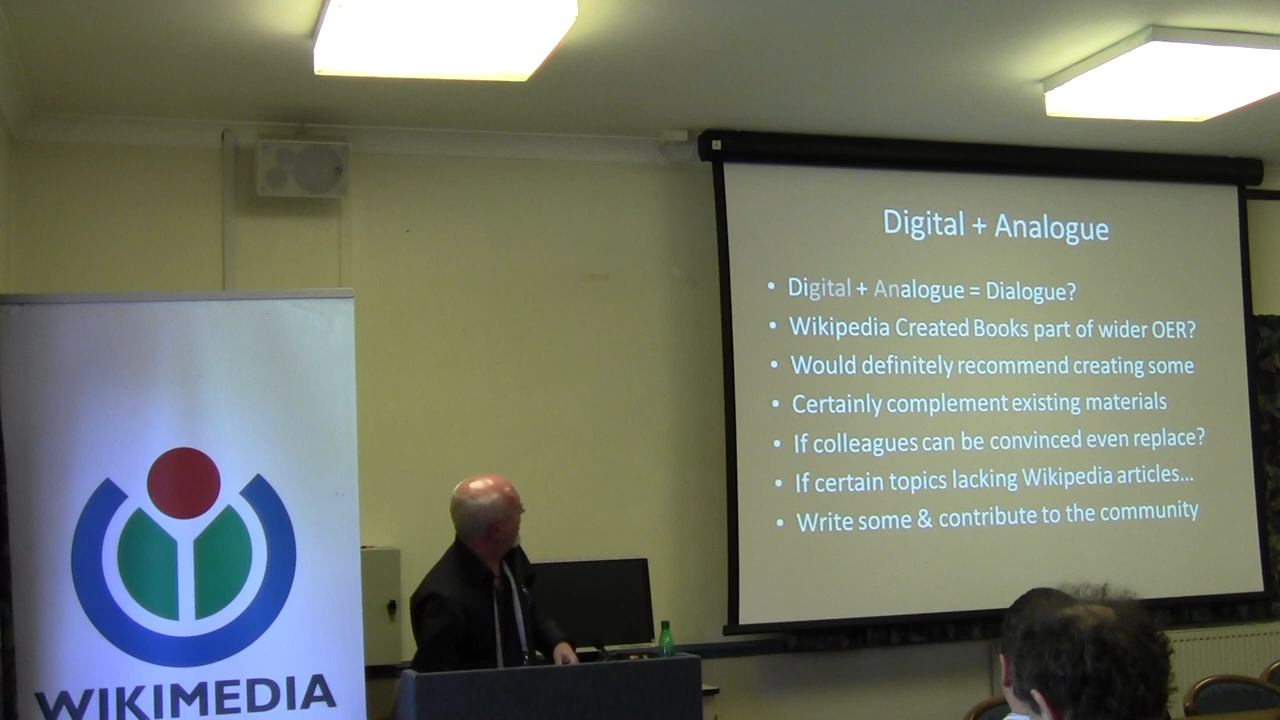 Digital + Analogue
• Digital + Analogue = Dialogue?
• Wikipedia Created Books part of wider OER?
• Would definitely recommend creating some
• Certainly complement existing materials
• If colleagues can be convinced even replace?
• If certain topics lacking Wikipedia articles...
• Write some & contribute to the community
WIKIMEDIA